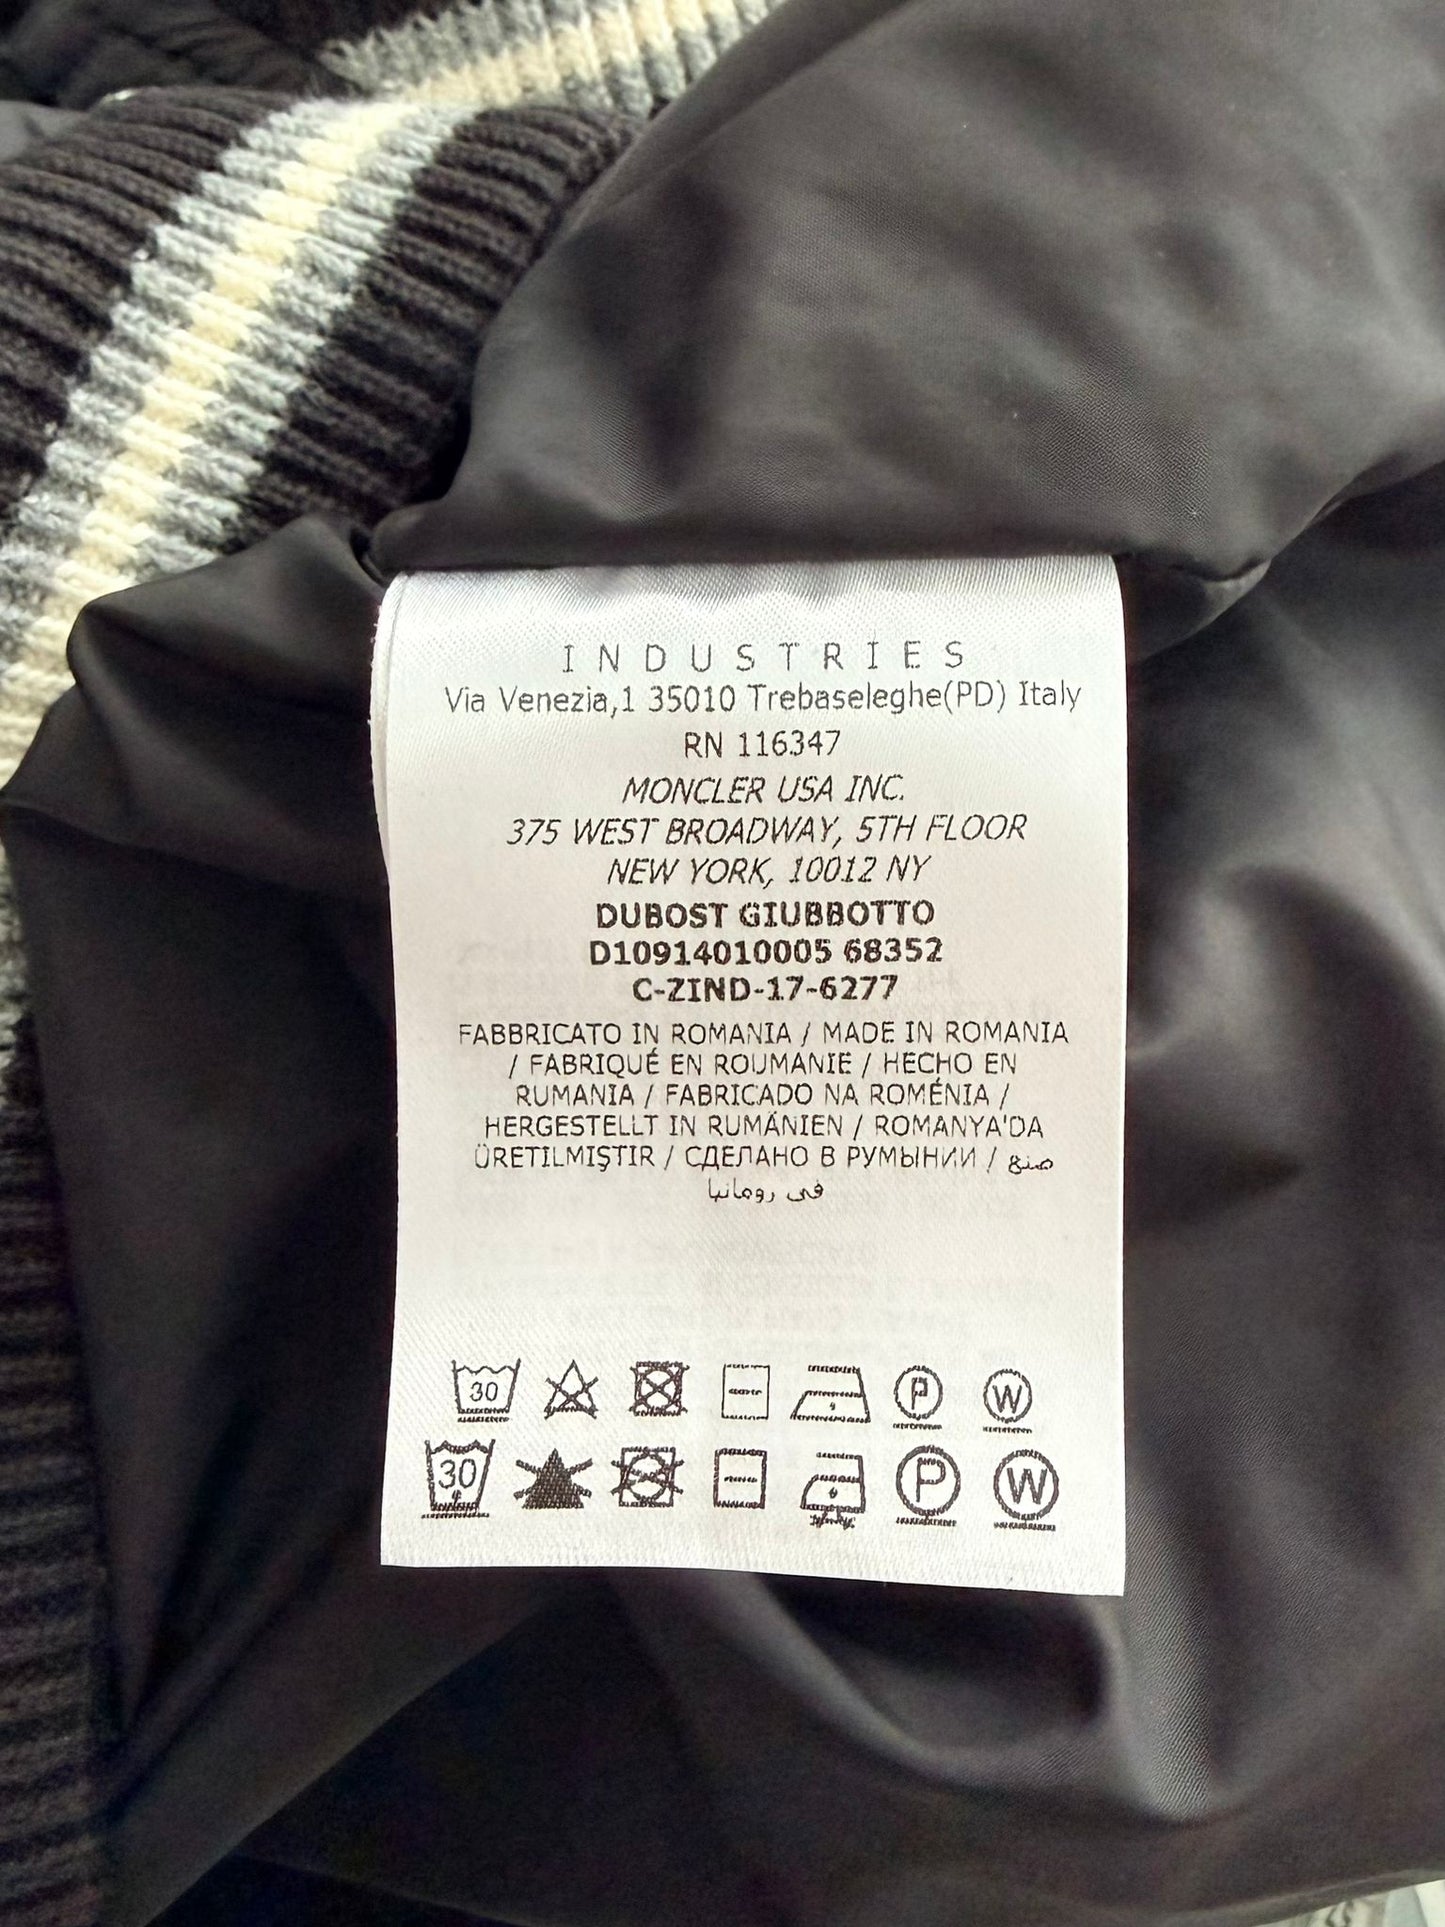 INDUSTRIES
Via Venezia,1 35010 Trebaseleghe(PD) Italy
RN 116347
MONCLER USA INC.
375 WEST BROADWAY, 5TH FLOOR
NEW YORK, 10012 NY
DUBOST GIUBBOTTO
D10914010005 68352
C-ZIND-17-6277
FABBRICATO IN ROMANIA / MADE IN ROMANIA
/ FABRIQUÉ EN ROUMANIE / HECHO EN
RUMANIA / FABRICADO NA ROMÉNIA /
HERGESTELLT IN RUMÄNIEN / ROMANYA'DA
ÜRETILMIŞTIR / СДЕЛАНО В РУМЫНИИ / صنع
في رومانيا
30 P W
30 P W